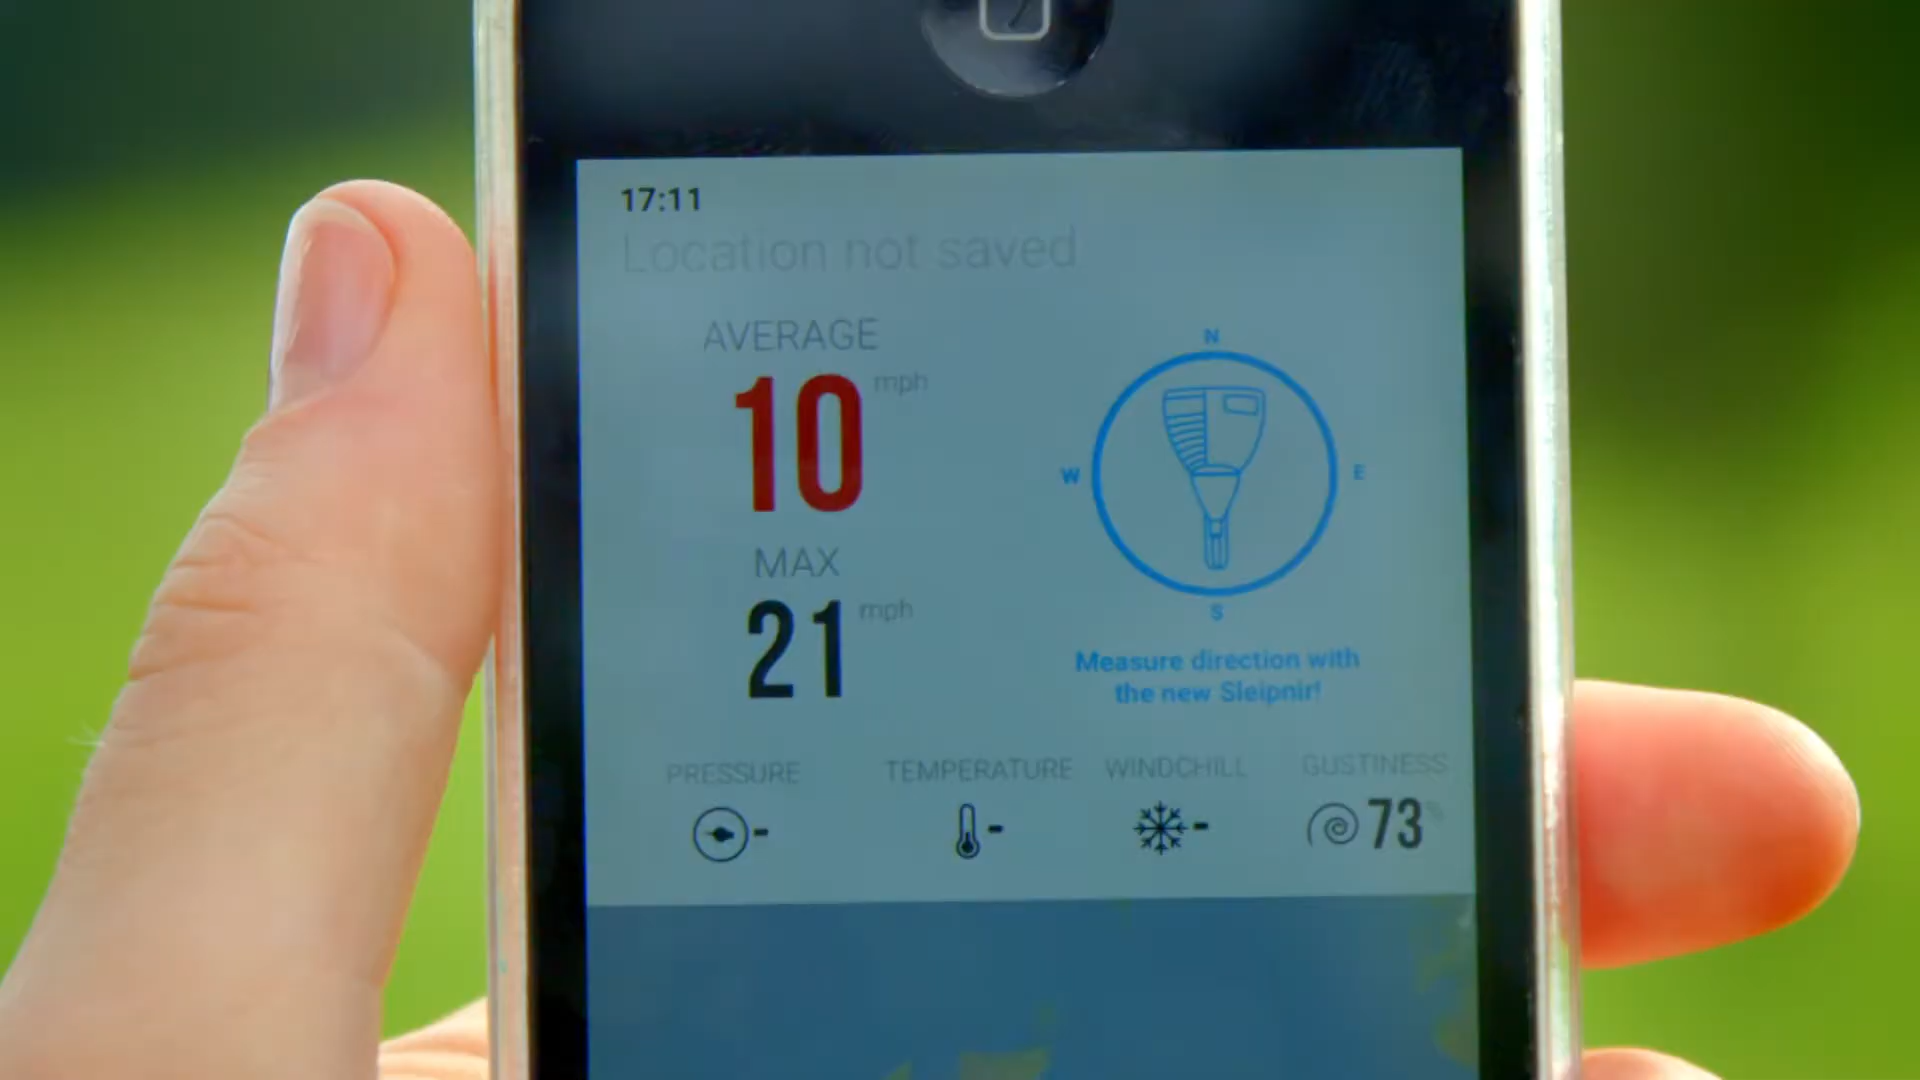 17:11
Location not saved
AVERAGE
10 mph
MAX
21 mph
N
W E
S
Measure direction with
the new Sleipnir!
PRESSURE TEMPERATURE WINDCHILL GUSTINESS
- - - 73 %